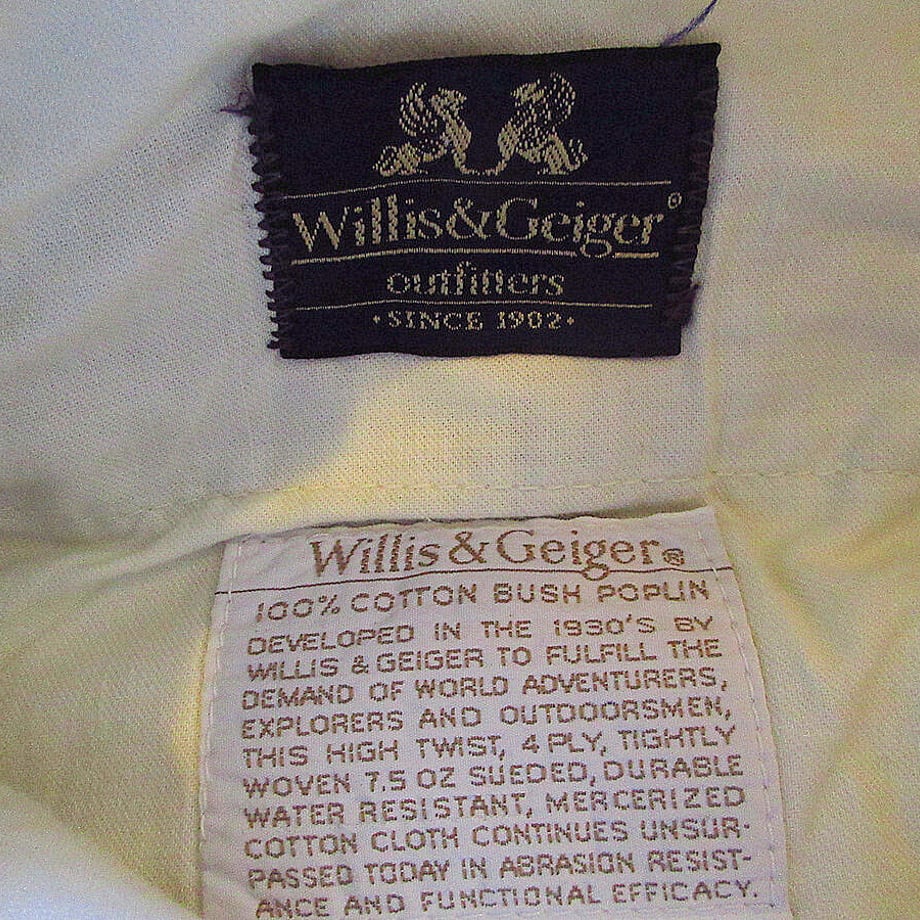 Willis&Geiger®
outfitters
•SINCE 1902•
Willis&Geiger®
100% COTTON BUSH POPLIN
DEVELOPED IN THE 1930'S BY
WILLIS & GEIGER TO FULFILL THE
DEMAND OF WORLD ADVENTURERS,
EXPLORERS AND OUTDOORSMEN,
THIS HIGH TWIST, 4 PLY, TIGHTLY
WOVEN 7.5 OZ SUEDED, DURABLE
WATER RESISTANT, MERCERIZED
COTTON CLOTH CONTINUES UNSUR-
PASSED TODAY IN ABRASION RESIST-
ANCE AND FUNCTIONAL EFFICACY.